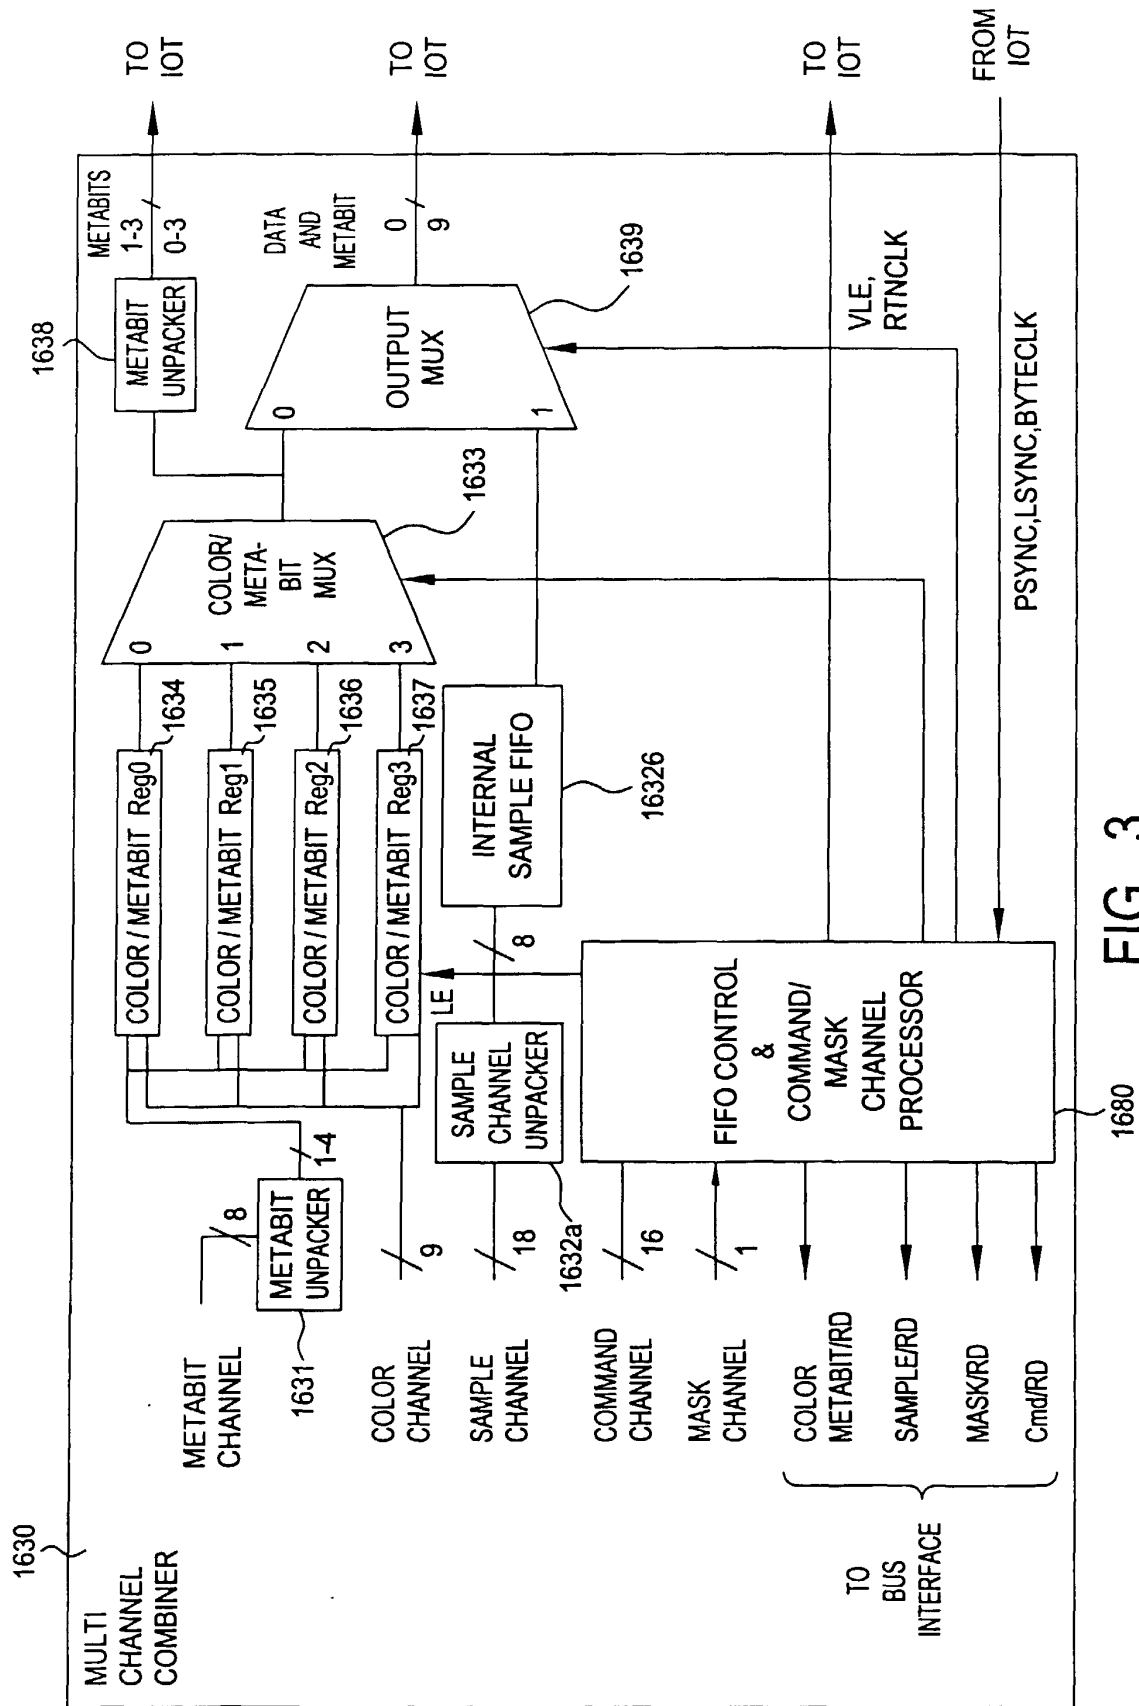 1630
MULTI
CHANNEL
COMBINER
METABIT
CHANNEL
8
METABIT
UNPACKER
1631
1-4
COLOR
CHANNEL
9
SAMPLE
CHANNEL
18
SAMPLE
CHANNEL
UNPACKER
1632a
8
COMMAND
CHANNEL
16
MASK
CHANNEL
1
COLOR
METABIT/RD
SAMPLE/RD
MASK/RD
Cmd/RD
TO
BUS
INTERFACE
COLOR / METABIT Reg0
1634
COLOR / METABIT Reg1
1635
COLOR / METABIT Reg2
1636
COLOR / METABIT Reg3
1637
LE
INTERNAL
SAMPLE FIFO
16326
FIFO CONTROL
&
COMMAND/
MASK
CHANNEL
PROCESSOR
1680
0
1
2
3
COLOR/
META-
BIT
MUX
1633
METABIT
UNPACKER
1638
METABITS
1-3
0-3
TO
IOT
0
1
OUTPUT
MUX
1639
DATA
AND
METABIT
0
9
TO
IOT
VLE,
RTNCLK
TO
IOT
PSYNC,LSYNC,BYTECLK
FROM
IOT
FIG. 3